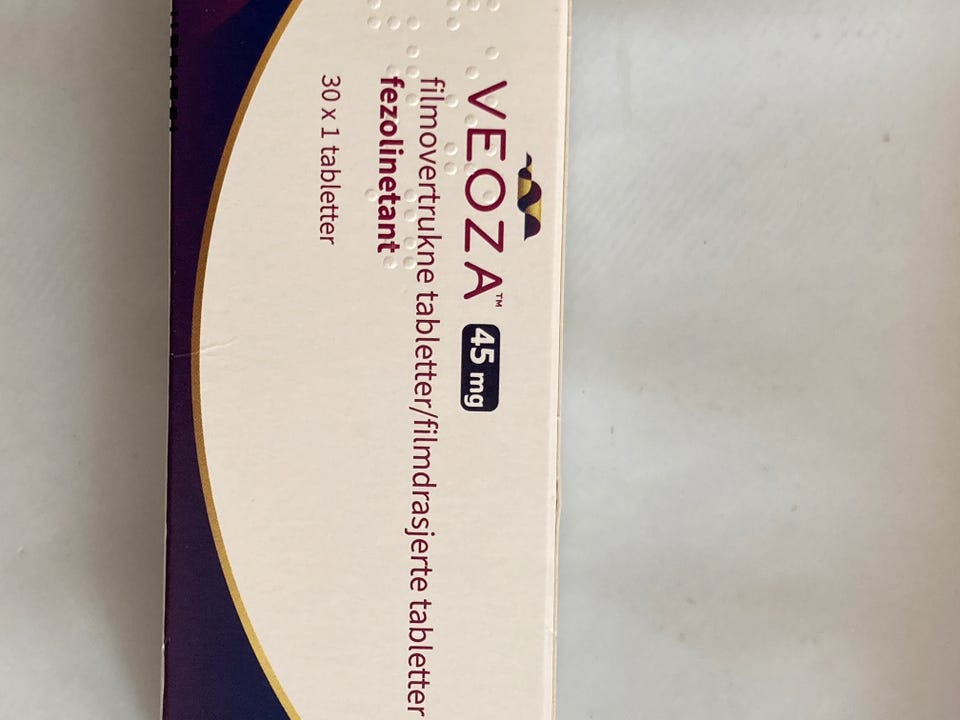 VEOZA™ 45 mg
filmovertrukne tabletter/filmdrasjerte tabletter
fezolinetant
30 x 1 tabletter